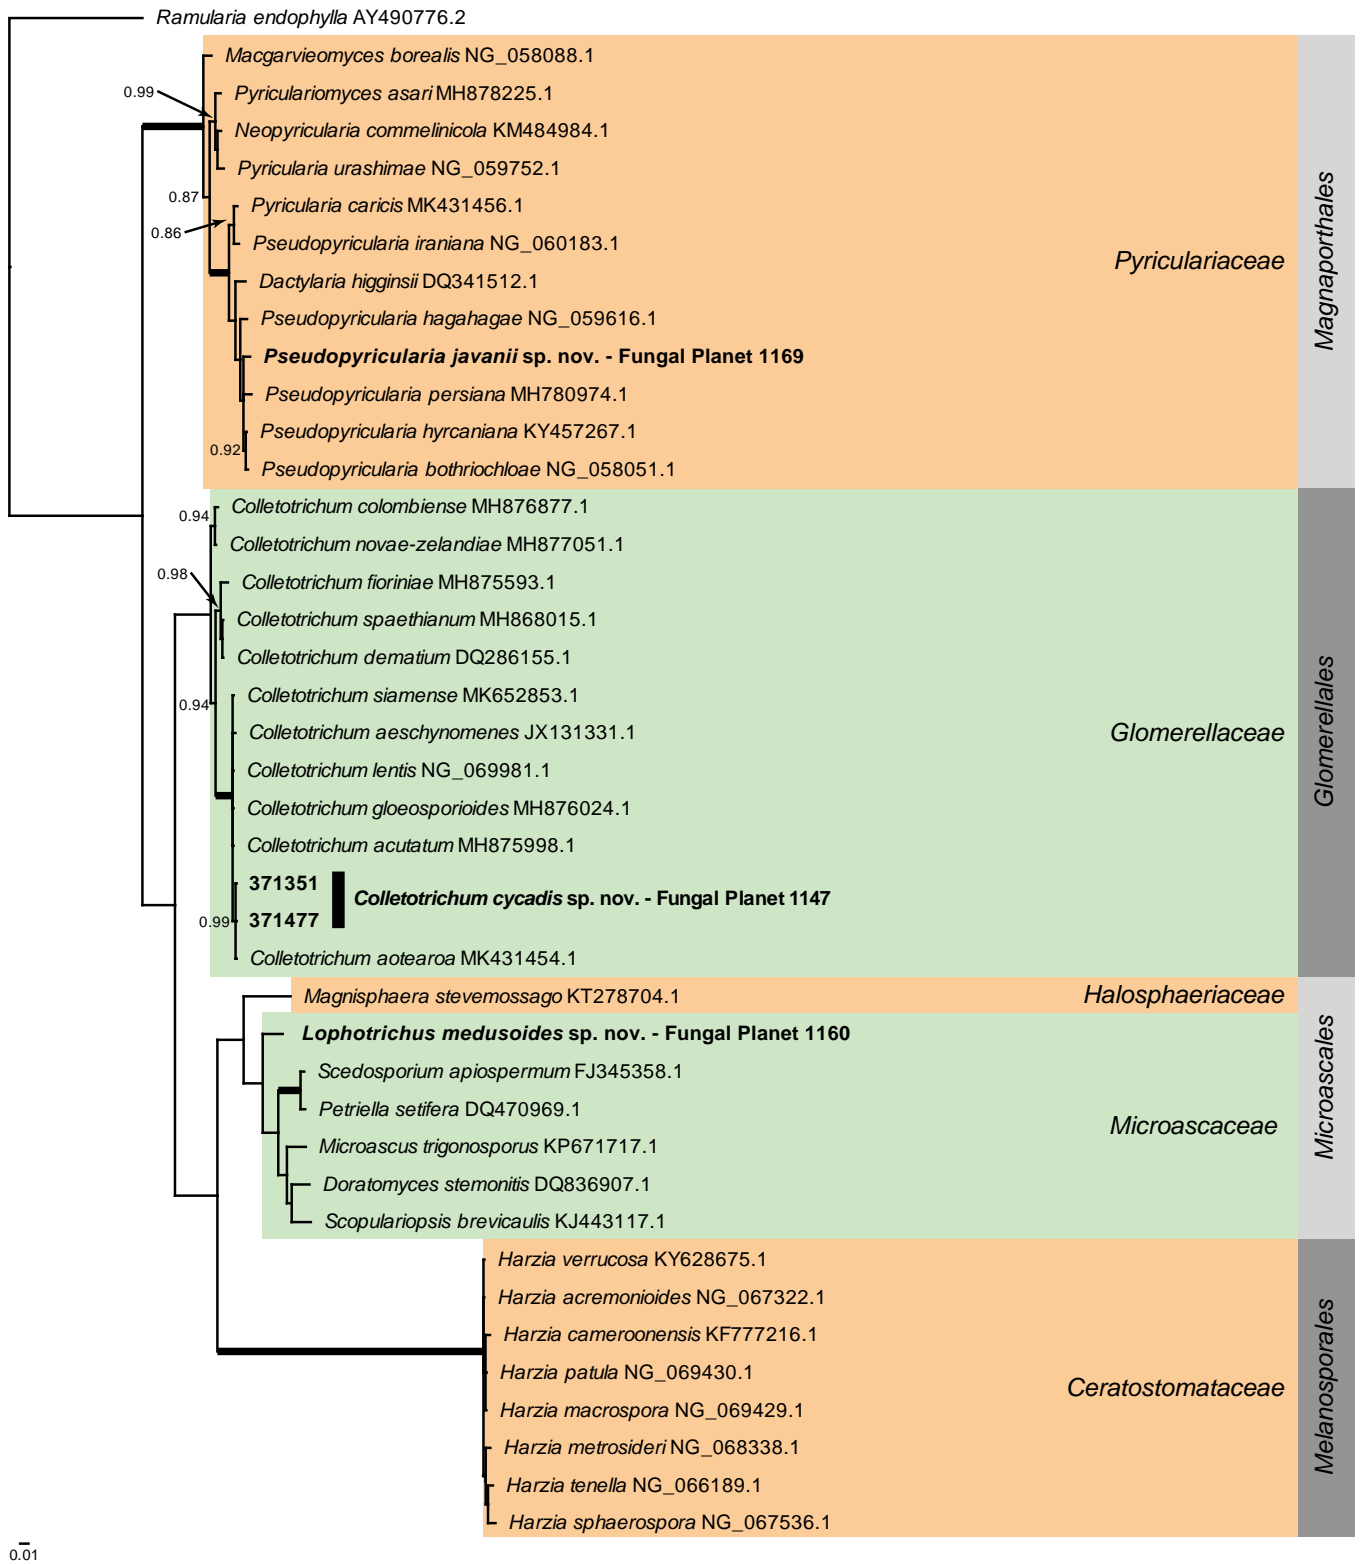 Ramularia endophylla AY490776.2
Macgarvieomyces borealis NG_058088.1
0.99
Pyriculariomyces asari MH878225.1
Neopyricularia commelinicola KM484984.1
Pyricularia urashimae NG_059752.1
0.87
Pyricularia caricis MK431456.1
0.86
Pseudopyricularia iraniana NG_060183.1
Pyriculariaceae
Magnaporthales
Dactylaria higginsii DQ341512.1
Pseudopyricularia hagahagae NG_059616.1
Pseudopyricularia javanii sp. nov. - Fungal Planet 1169
Pseudopyricularia persiana MH780974.1
Pseudopyricularia hyrcaniana KY457267.1
0.92
Pseudopyricularia bothriochloae NG_058051.1
Colletotrichum colombiense MH876877.1
0.94
Colletotrichum novae-zelandiae MH877051.1
0.98
Colletotrichum fioriniae MH875593.1
Colletotrichum spaethianum MH868015.1
Colletotrichum dematium DQ286155.1
Colletotrichum siamense MK652853.1
0.94
Colletotrichum aeschynomenes JX131331.1
Glomerellaceae
Glomerellales
Colletotrichum lentis NG_069981.1
Colletotrichum gloeosporioides MH876024.1
Colletotrichum acutatum MH875998.1
371351
Colletotrichum cycadis sp. nov. - Fungal Planet 1147
0.99
371477
Colletotrichum aotearoa MK431454.1
Magnisphaera stevemossago KT278704.1
Halosphaeriaceae
Lophotrichus medusoides sp. nov. - Fungal Planet 1160
Scedosporium apiospermum FJ345358.1
Microascales
Petriella setifera DQ470969.1
Microascaceae
Microascus trigonosporus KP671717.1
Doratomyces stemonitis DQ836907.1
Scopulariopsis brevicaulis KJ443117.1
Harzia verrucosa KY628675.1
Harzia acremonioides NG_067322.1
Harzia cameroonensis KF777216.1
Harzia patula NG_069430.1
Ceratostomataceae
Melanosporales
Harzia macrospora NG_069429.1
Harzia metrosideri NG_068338.1
Harzia tenella NG_066189.1
Harzia sphaerospora NG_067536.1
0.01